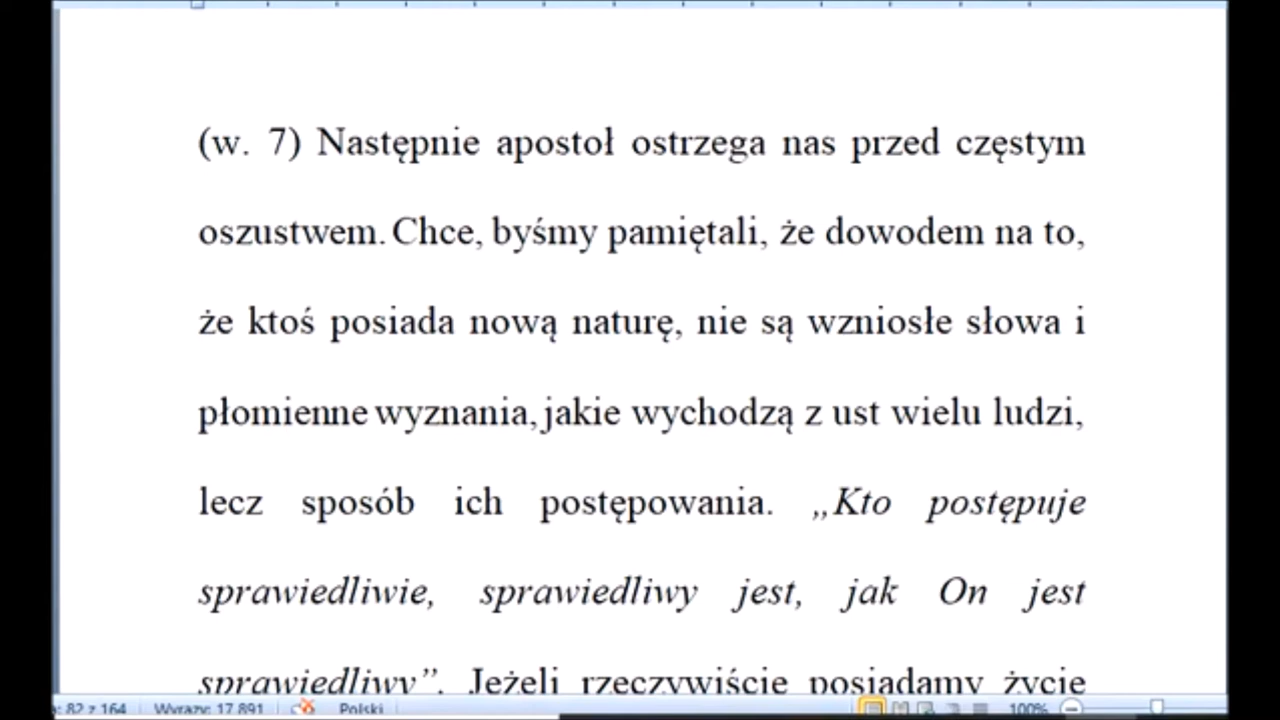 (w. 7) Następnie apostoł ostrzega nas przed częstym
oszustwem. Chce, byśmy pamiętali, że dowodem na to,
że ktoś posiada nową naturę, nie są wzniosłe słowa i
płomienne wyznania, jakie wychodzą z ust wielu ludzi,
lecz sposób ich postępowania. „Kto postępuje
sprawiedliwie, sprawiedliwy jest, jak On jest
sprawiedliwy”. Jeżeli rzeczywiście posiadamy życie
: 82 z 164 Wyrazy: 17 891 Polski 100%